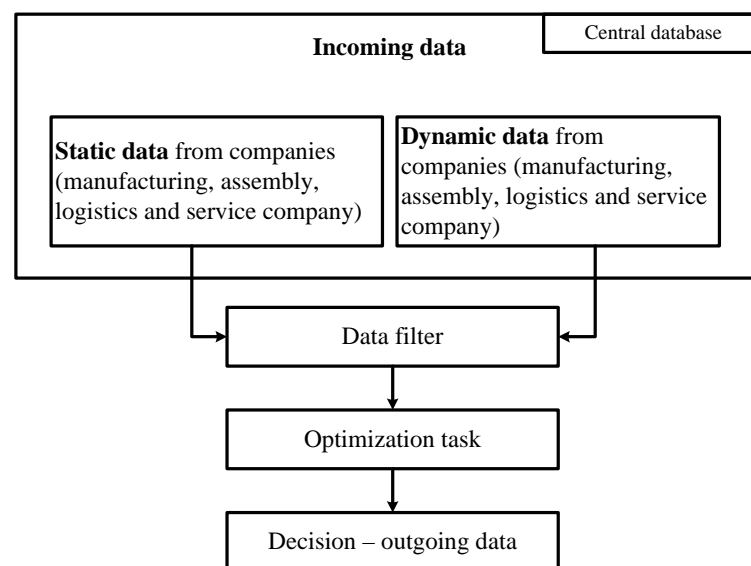 Central database
Incoming data
Static data from companies
(manufacturing, assembly,
logistics and service company)
Dynamic data from
companies (manufacturing,
assembly, logistics and service
company)
Data filter
Optimization task
Decision – outgoing data